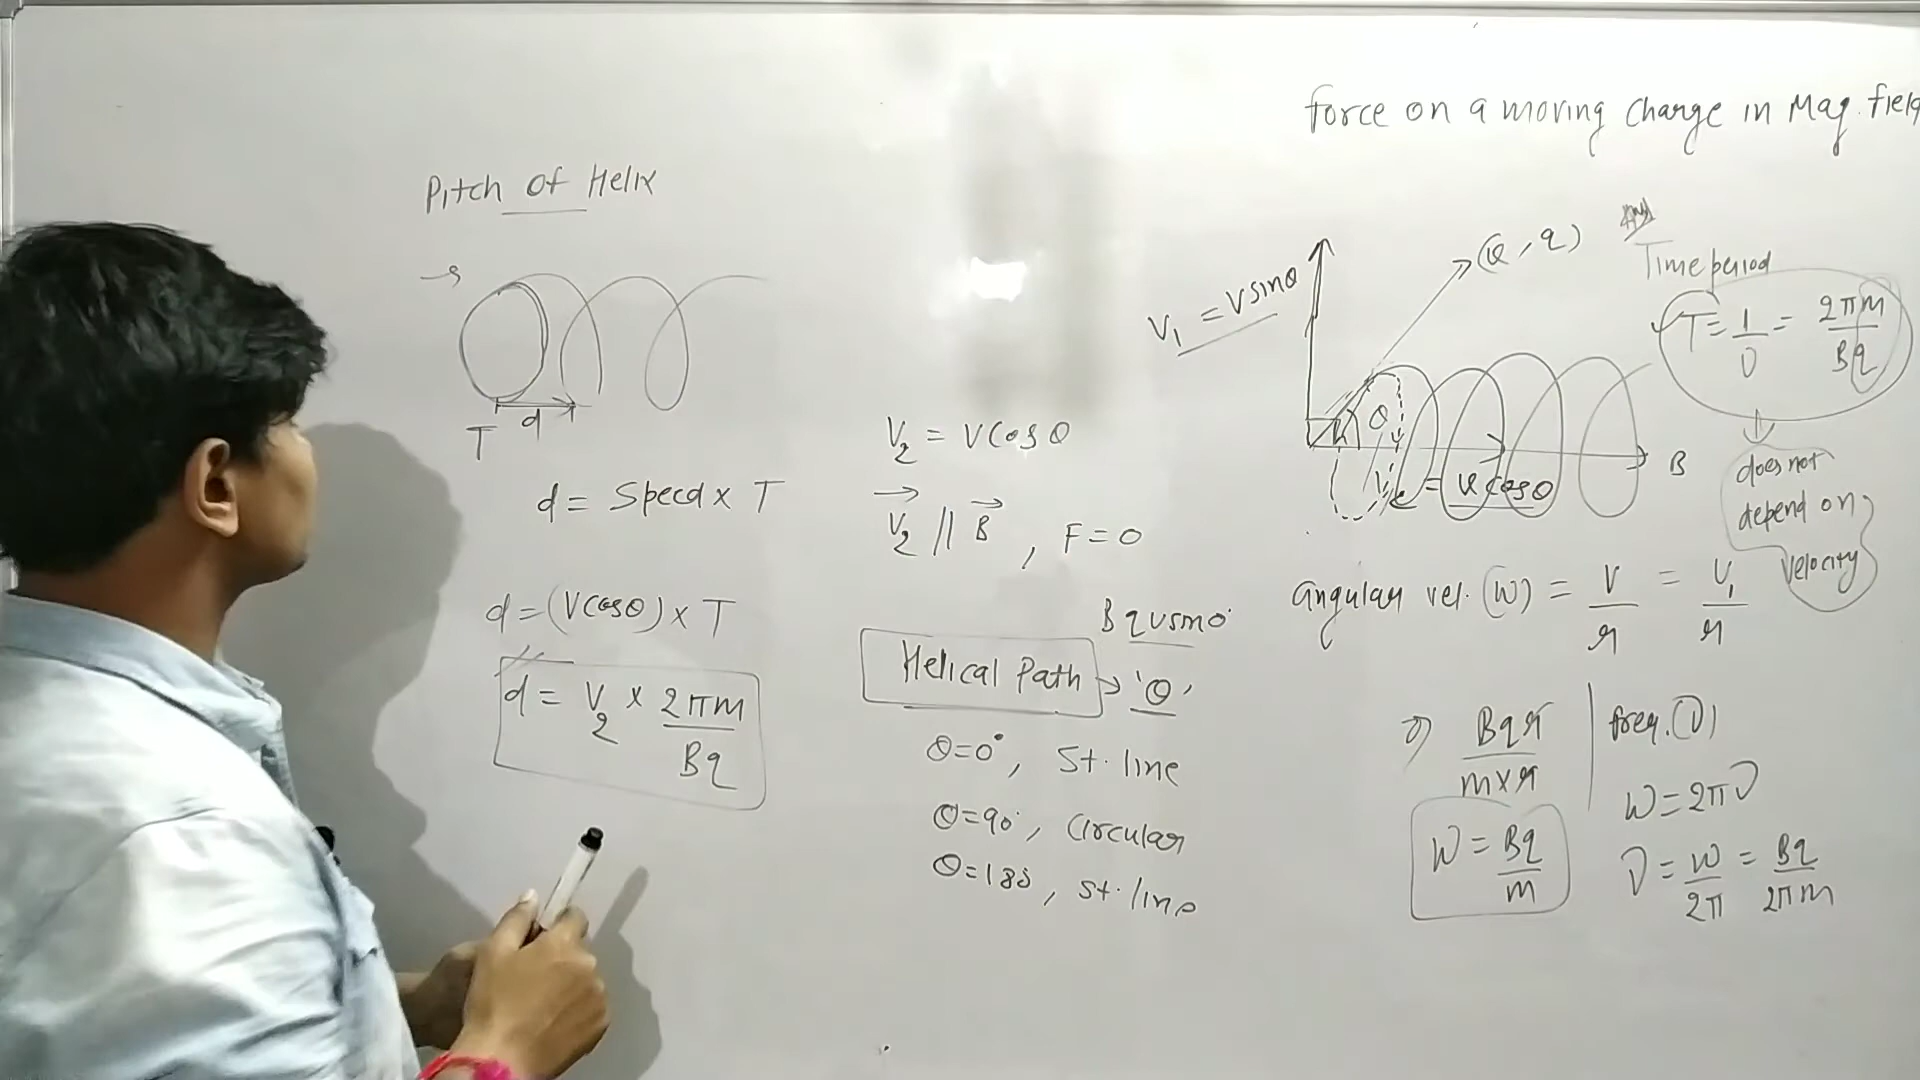 Force on a moving charge in Mag. field
Pitch of Helix
T d
d = Speed x T
d = (Vcosθ) x T
d = V2 x 2πm/Bq
V2 = Vcosθ
V2 // B , F = 0
Bqvsinθ
Helical Path → 'θ'
θ=0°, St. line
θ=90°, Circular
θ=180, St. line
V1 = Vsinθ
(V, q)
θ
B
= Vcosθ
Time period
T = 1/υ = 2πm/Bq
does not
depend on
velocity
angular vel. (W) = V/r = V1/r
⇒ Bqr/m×r
W = Bq/m
freq. (υ)
W = 2πυ
υ = W/2π = Bq/2πm